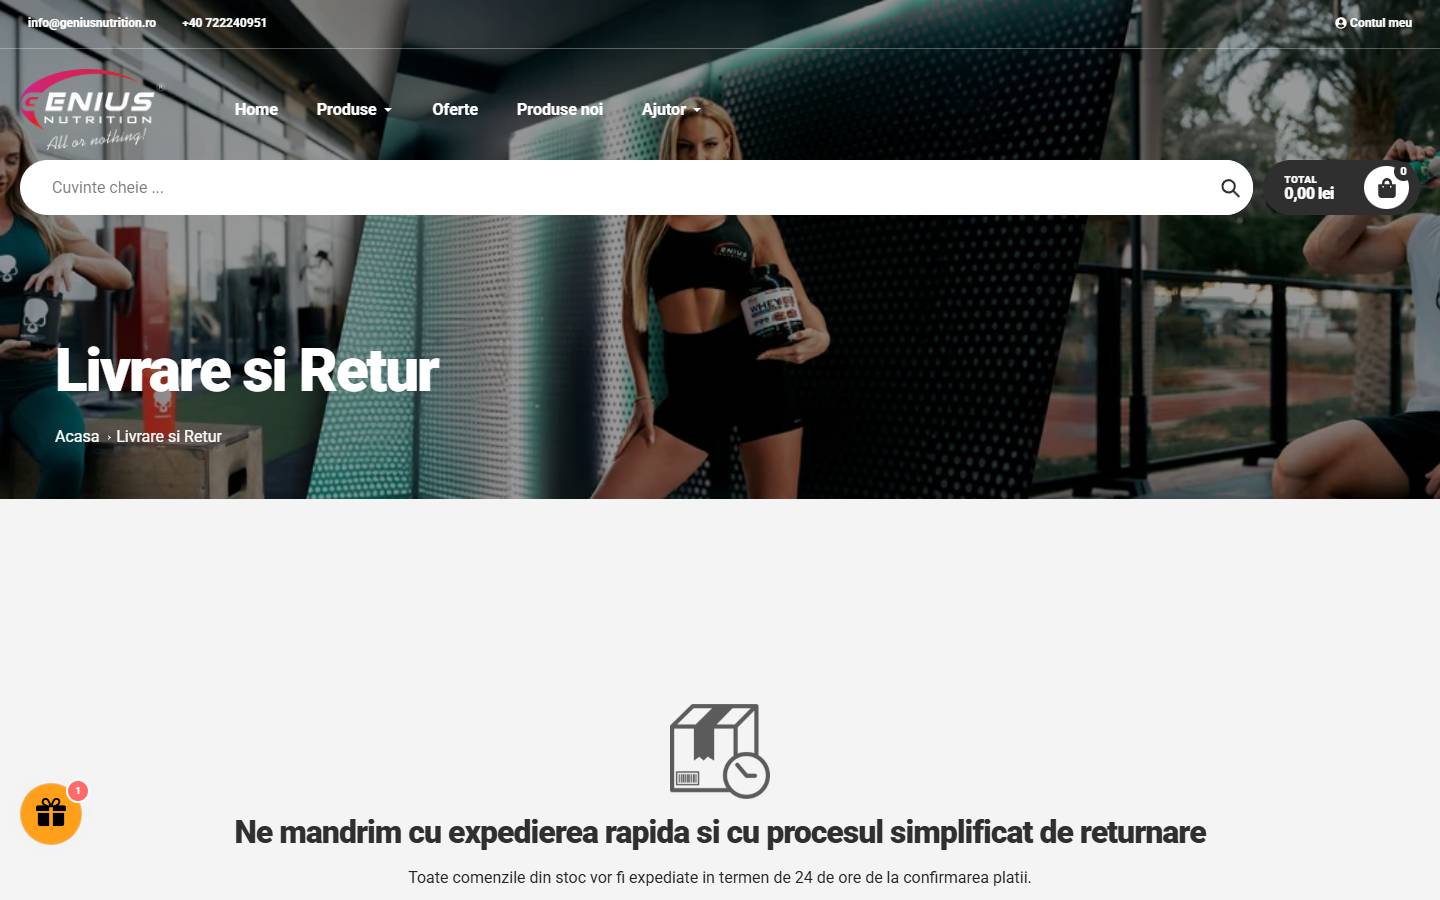 info@geniusnutrition.ro +40 722240951 Contul meu
GENIUS
NUTRITION
All or nothing!
Home Produse Oferte Produse noi Ajutor
Cuvinte cheie ...
TOTAL
0,00 lei
0
GENIUS
WHEY
Livrare si Retur
Acasa › Livrare si Retur
1
Ne mandrim cu expedierea rapida si cu procesul simplificat de returnare
Toate comenzile din stoc vor fi expediate in termen de 24 de ore de la confirmarea platii.